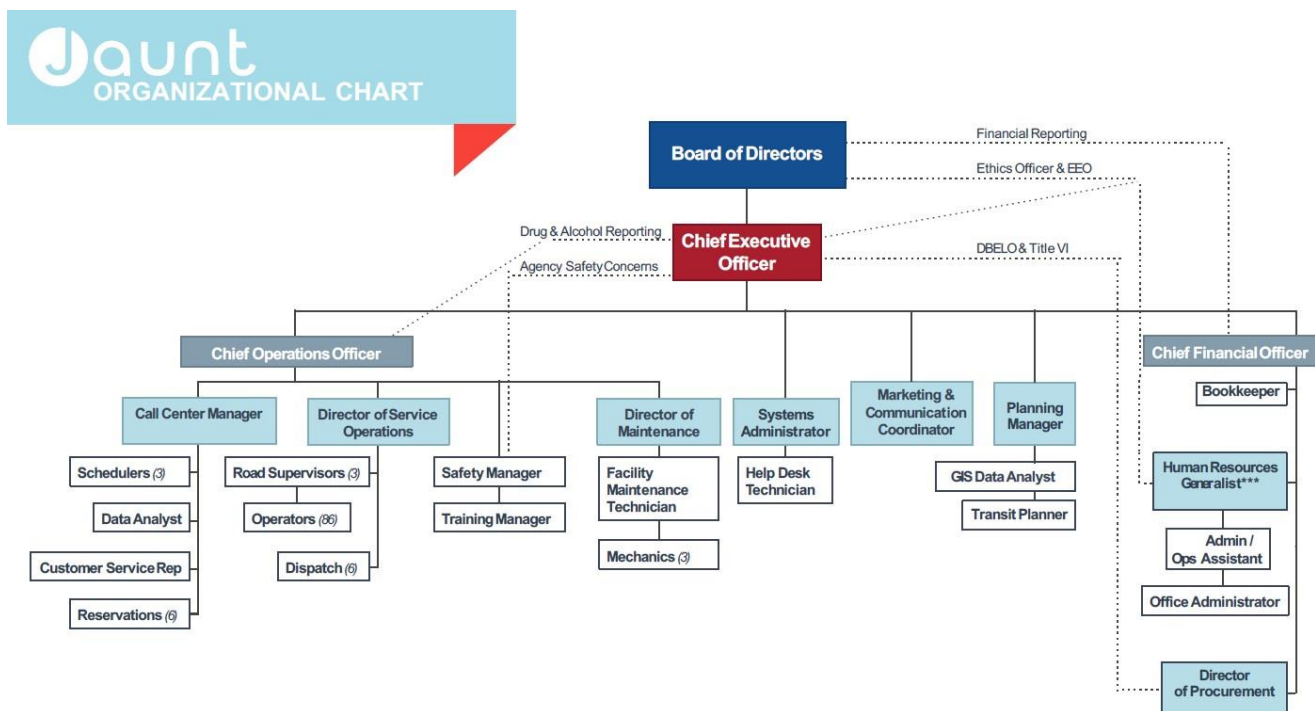 Jaunt
ORGANIZATIONAL CHART
Board of Directors
Financial Reporting
Ethics Officer & EEO
Drug & Alcohol Reporting
Chief Executive
Officer
DBELO & Title VI
Agency Safety Concerns
Chief Operations Officer
Chief Financial Officer
Bookkeeper
Call Center Manager
Director of Service
Operations
Director of
Maintenance
Systems
Administrator
Marketing &
Communication
Coordinator
Planning
Manager
Schedulers (3)
Road Supervisors (3)
Safety Manager
Facility
Maintenance
Technician
Help Desk
Technician
GIS Data Analyst
Human Resources
Generalist***
Data Analyst
Operators (86)
Training Manager
Transit Planner
Admin /
Ops Assistant
Customer Service Rep
Dispatch (6)
Mechanics (3)
Office Administrator
Reservations (6)
Director
of Procurement